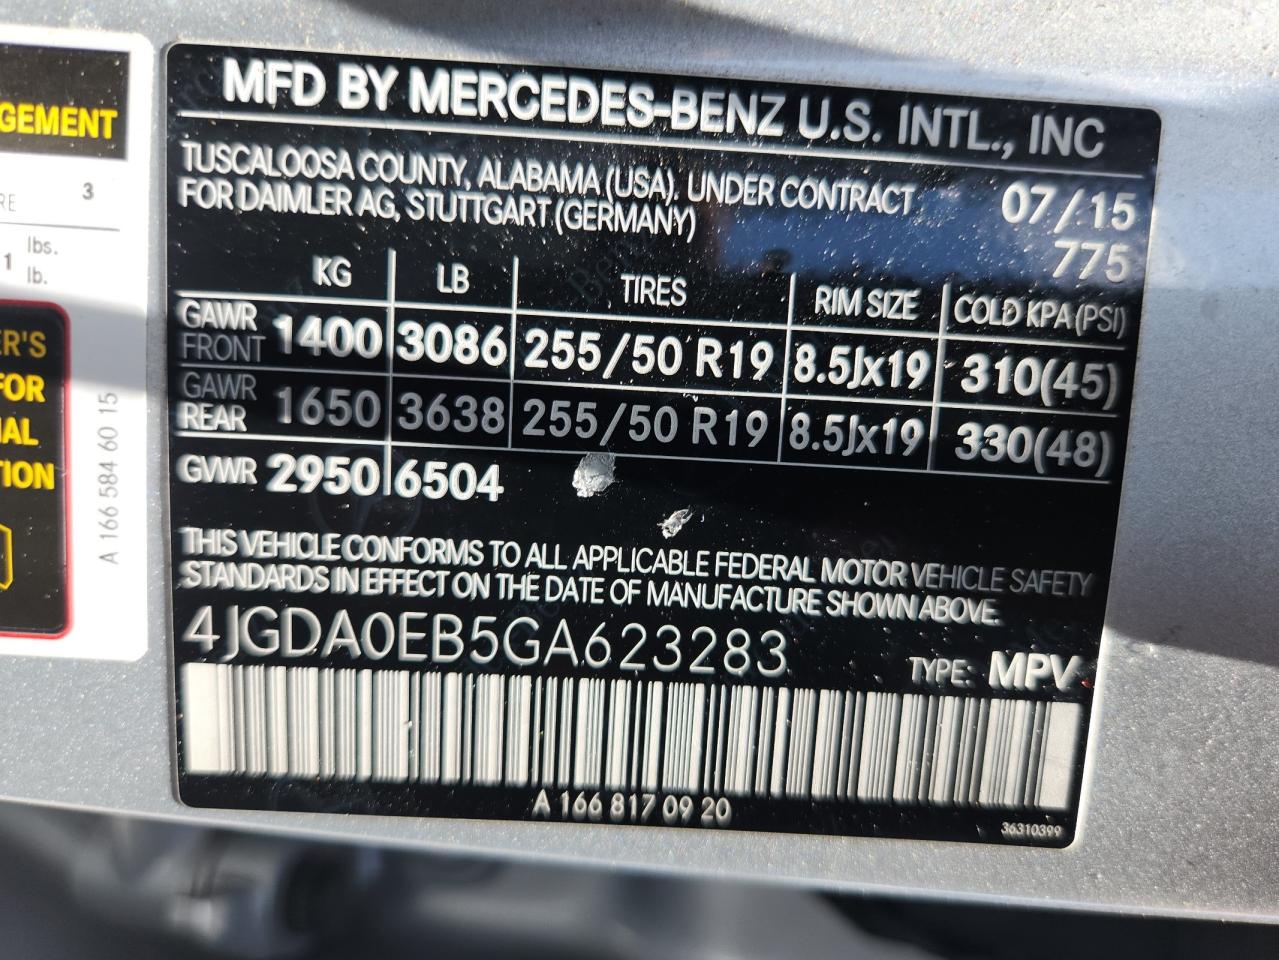 GEMENT
RE 3
lbs.
1 lb.
ER'S
FOR
IAL
TION
A 166 584 60 15
MFD BY MERCEDES-BENZ U.S. INTL., INC
TUSCALOOSA COUNTY, ALABAMA (USA). UNDER CONTRACT 07/15
FOR DAIMLER AG, STUTTGART (GERMANY) 775
KG LB TIRES RIM SIZE COLD KPA(PSI)
GAWR FRONT 1400 3086 255/50 R19 8.5Jx19 310(45)
GAWR REAR 1650 3638 255/50 R19 8.5Jx19 330(48)
GVWR 2950 6504
THIS VEHICLE CONFORMS TO ALL APPLICABLE FEDERAL MOTOR VEHICLE SAFETY
STANDARDS IN EFFECT ON THE DATE OF MANUFACTURE SHOWN ABOVE.
4JGDA0EB5GA623283 TYPE: MPV
A 166 817 09 20
36310399